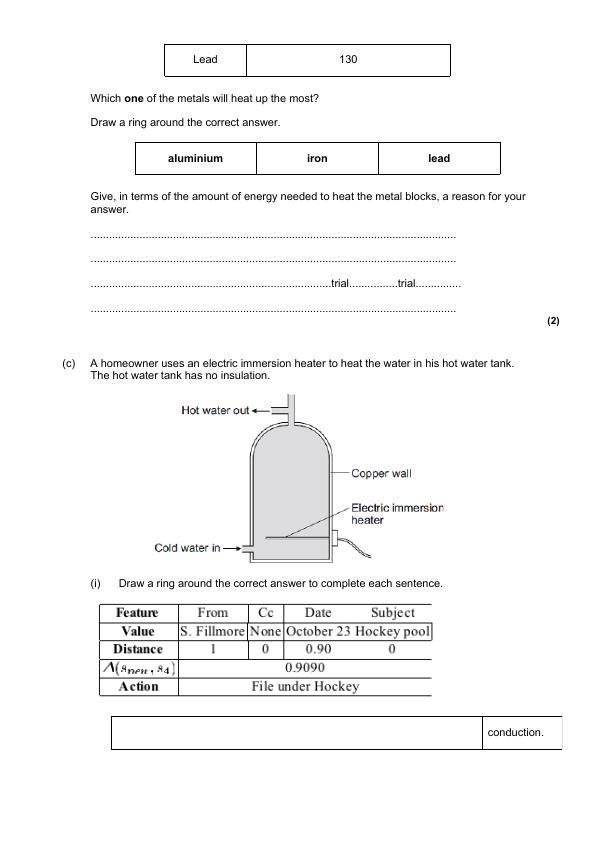 Lead 130
Which one of the metals will heat up the most?
Draw a ring around the correct answer.
aluminium iron lead
Give, in terms of the amount of energy needed to heat the metal blocks, a reason for your
answer.
........................................................................................................................
........................................................................................................................
...............................................................................trial................trial...............
........................................................................................................................
(2)
(c) A homeowner uses an electric immersion heater to heat the water in his hot water tank.
The hot water tank has no insulation.
Hot water out
Copper wall
Electric immersion
heater
Cold water in
(i) Draw a ring around the correct answer to complete each sentence.
Feature From Cc Date Subject
Value S. Fillmore None October 23 Hockey pool
Distance 1 0 0.90 0
Λ(s_new, s_4) 0.9090
Action File under Hockey
conduction.